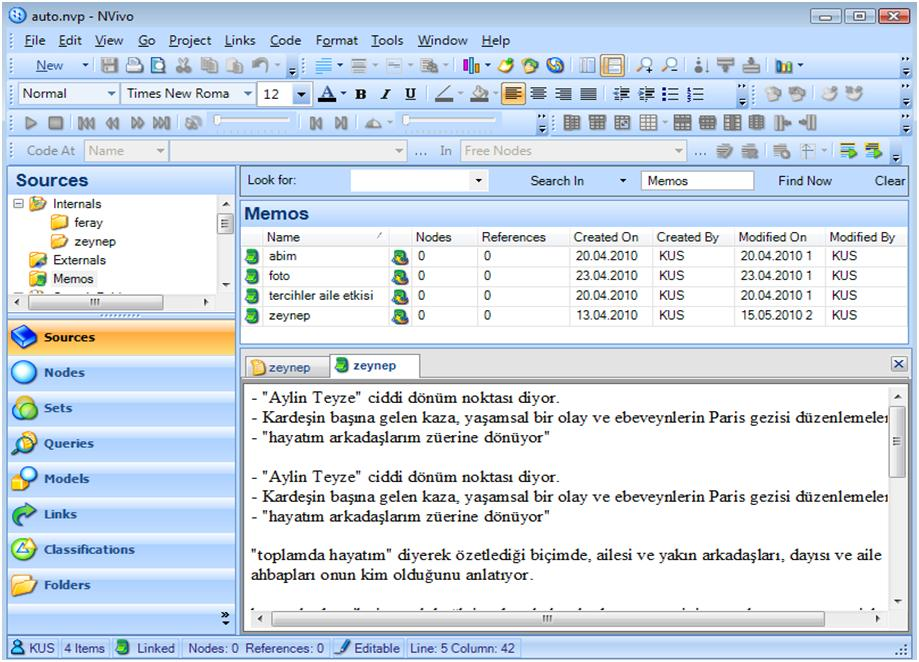 auto.nvp - NVivo
File Edit View Go Project Links Code Format Tools Window Help
New
Normal Times New Roma 12 A B I U
Code At Name ... In Free Nodes ...
Sources
Internals
feray
zeynep
Externals
Memos
Sources
Nodes
Sets
Queries
Models
Links
Classifications
Folders
Look for: Search In Memos Find Now Clear
Memos
Name Nodes References Created On Created By Modified On Modified By
abim 0 0 20.04.2010 KUS 20.04.2010 1 KUS
foto 0 0 23.04.2010 KUS 23.04.2010 1 KUS
tercihler aile etkisi 0 0 20.04.2010 KUS 20.04.2010 1 KUS
zeynep 0 0 13.04.2010 KUS 15.05.2010 2 KUS
zeynep zeynep
- "Aylin Teyze" ciddi dönüm noktası diyor.
- Kardeşin başına gelen kaza, yaşamsal bir olay ve ebeveynlerin Paris gezisi düzenlemeler
- "hayatım arkadaşlarım züerine dönüyor"
- "Aylin Teyze" ciddi dönüm noktası diyor.
- Kardeşin başına gelen kaza, yaşamsal bir olay ve ebeveynlerin Paris gezisi düzenlemeler
- "hayatım arkadaşlarım züerine dönüyor"
"toplamda hayatım" diyerek özetlediği biçimde, ailesi ve yakın arkadaşları, dayısı ve aile
ahbapları onun kim olduğunu anlatıyor.
KUS 4 Items Linked Nodes: 0 References: 0 Editable Line: 5 Column: 42